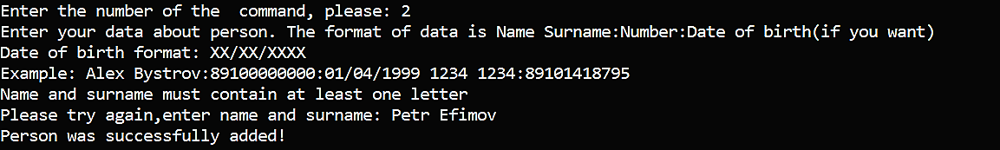 Enter the number of the  command, please: 2
Enter your data about person. The format of data is Name Surname:Number:Date of birth(if you want)
Date of birth format: XX/XX/XXXX
Example: Alex Bystrov:89100000000:01/04/1999 1234 1234:89101418795
Name and surname must contain at least one letter
Please try again,enter name and surname: Petr Efimov
Person was successfully added!